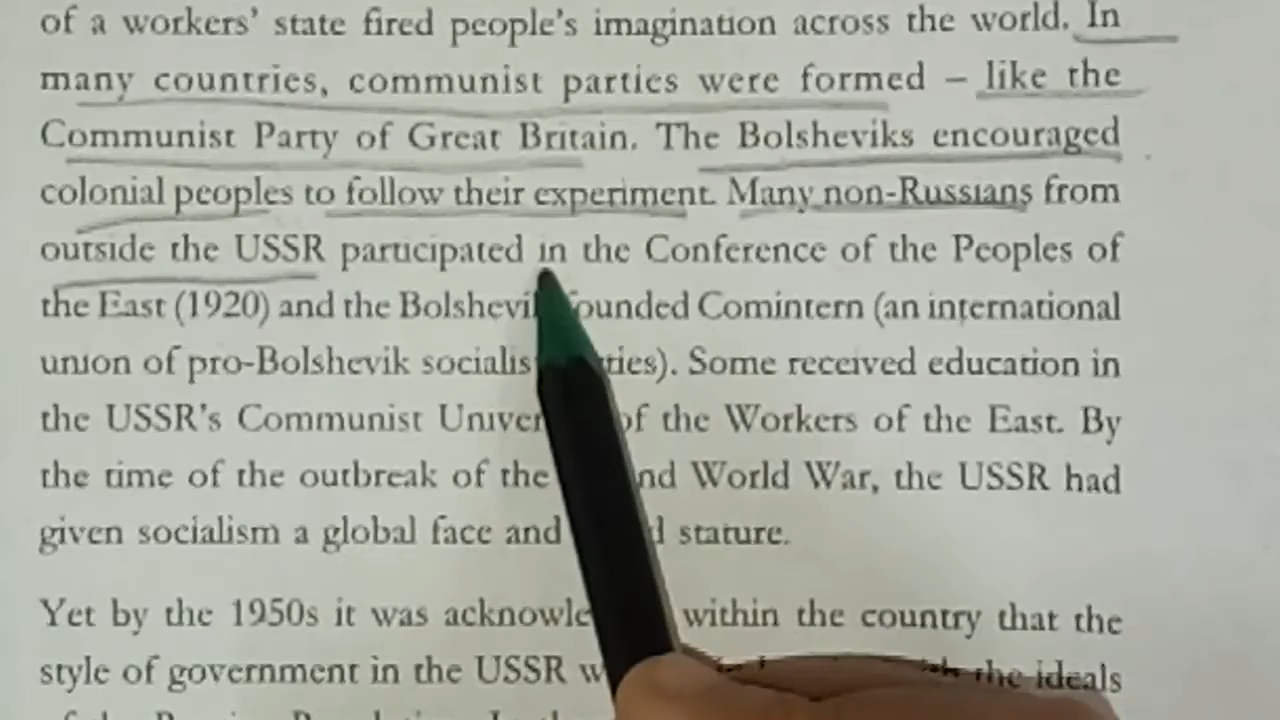 of a workers' state fired people's imagination across the world. In
many countries, communist parties were formed – like the
Communist Party of Great Britain. The Bolsheviks encouraged
colonial peoples to follow their experiment. Many non-Russians from
outside the USSR participated in the Conference of the Peoples of
the East (1920) and the Bolshevik founded Comintern (an international
union of pro-Bolshevik socialis ties). Some received education in
the USSR's Communist Univer of the Workers of the East. By
the time of the outbreak of the nd World War, the USSR had
given socialism a global face and stature.
Yet by the 1950s it was acknowle within the country that the
style of government in the USSR the ideals